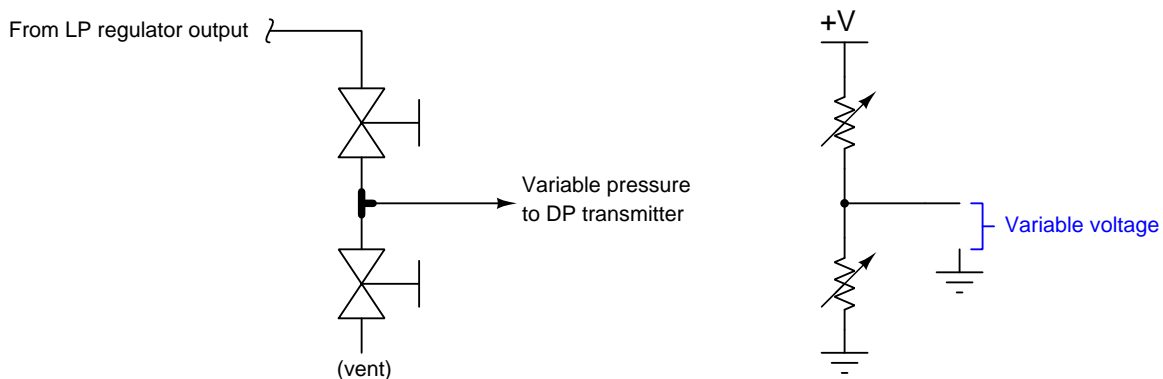 From LP regulator output
+V
Variable pressure
to DP transmitter
Variable voltage
(vent)